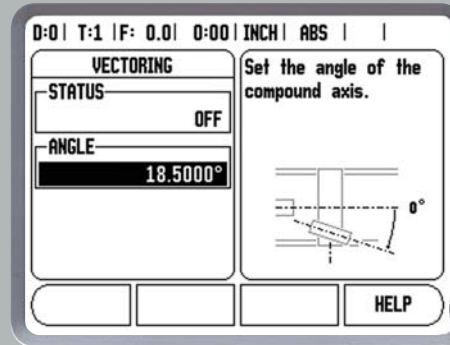 D:0 | T:1 | F: 0.0 | 0:00 | INCH | ABS | |
VECTORING
STATUS
OFF
ANGLE
18.5000°
Set the angle of the
compound axis.
0°
HELP